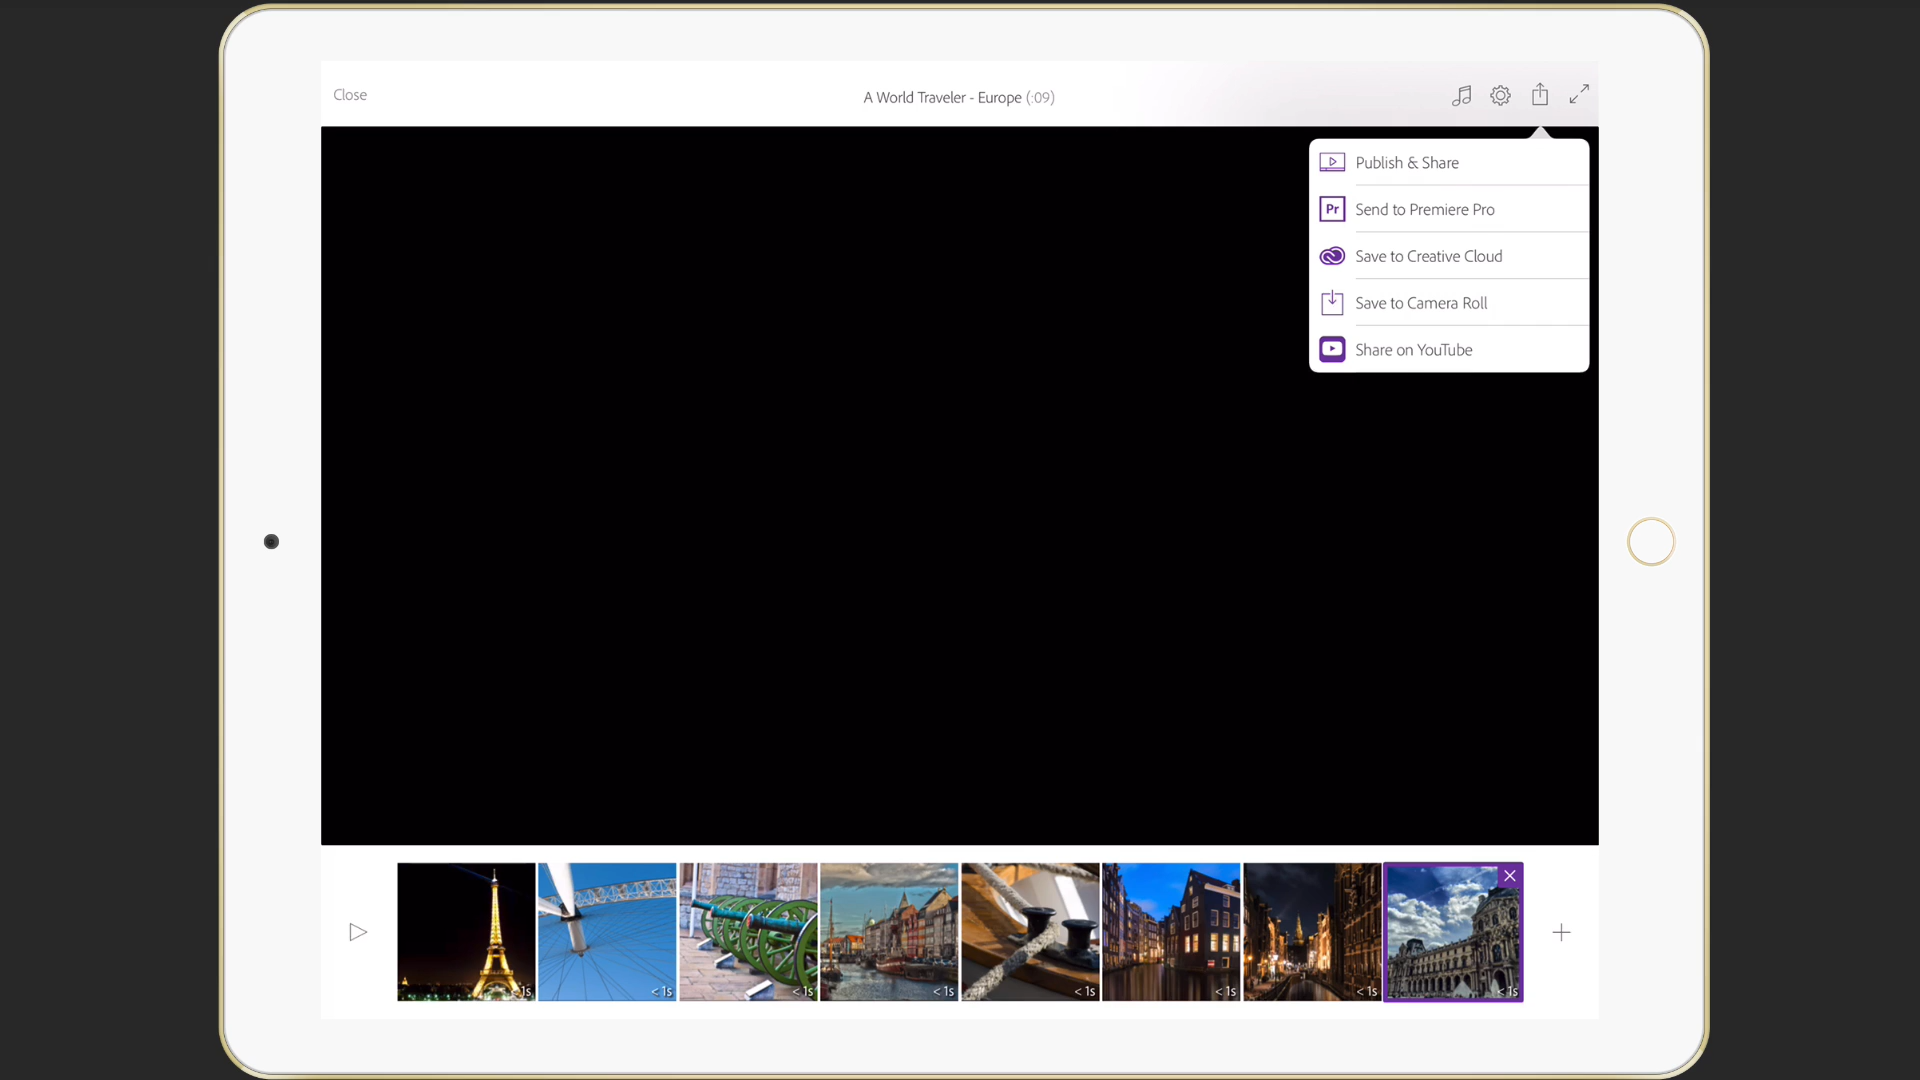 Close
A World Traveler - Europe (:09)
Publish & Share
Pr Send to Premiere Pro
Save to Creative Cloud
Save to Camera Roll
Share on YouTube
< 1s < 1s < 1s < 1s < 1s < 1s < 1s < 1s